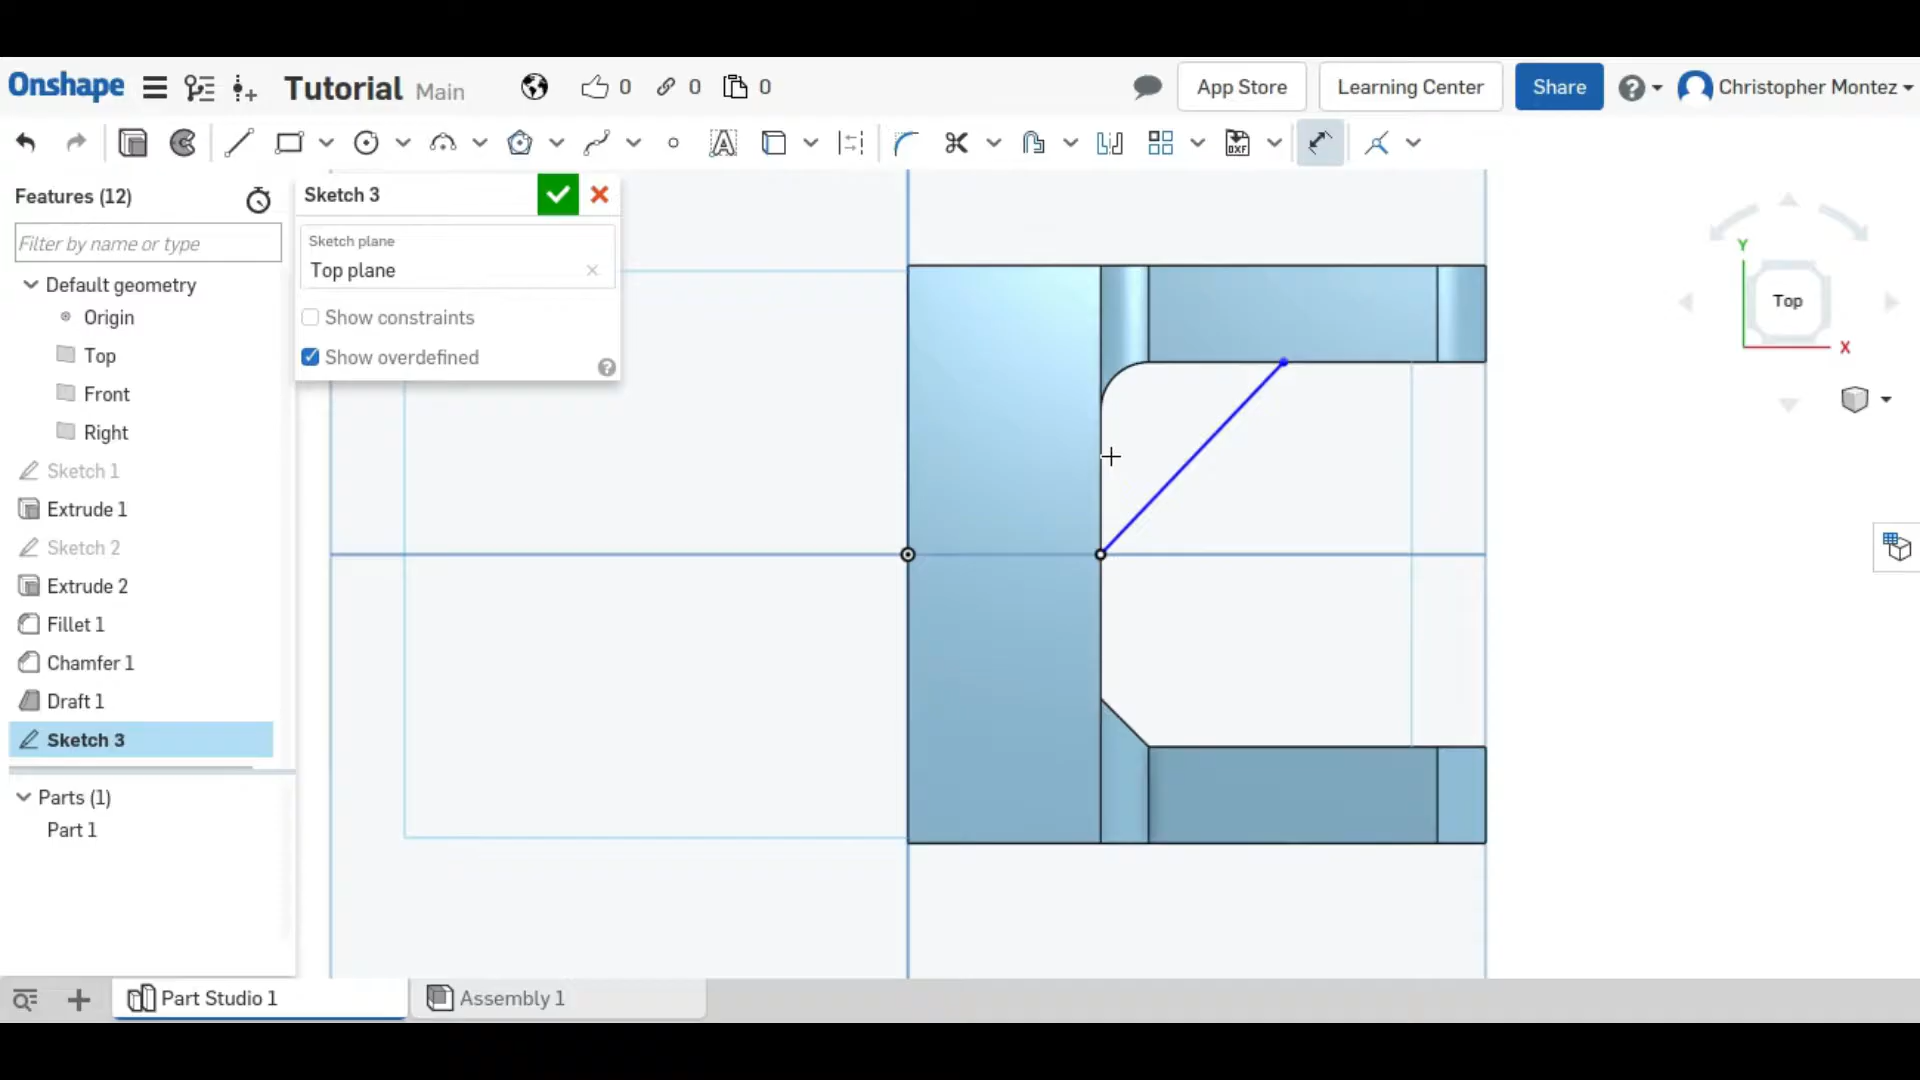 Onshape Tutorial Main 0 0 0 App Store Learning Center Share Christopher Montez
DXF
Features (12)
Filter by name or type
Default geometry
Origin
Top
Front
Right
Sketch 1
Extrude 1
Sketch 2
Extrude 2
Fillet 1
Chamfer 1
Draft 1
Sketch 3
Parts (1)
Part 1
Sketch 3
Sketch plane
Top plane
Show constraints
Show overdefined
Y
Top
X
Part Studio 1 Assembly 1